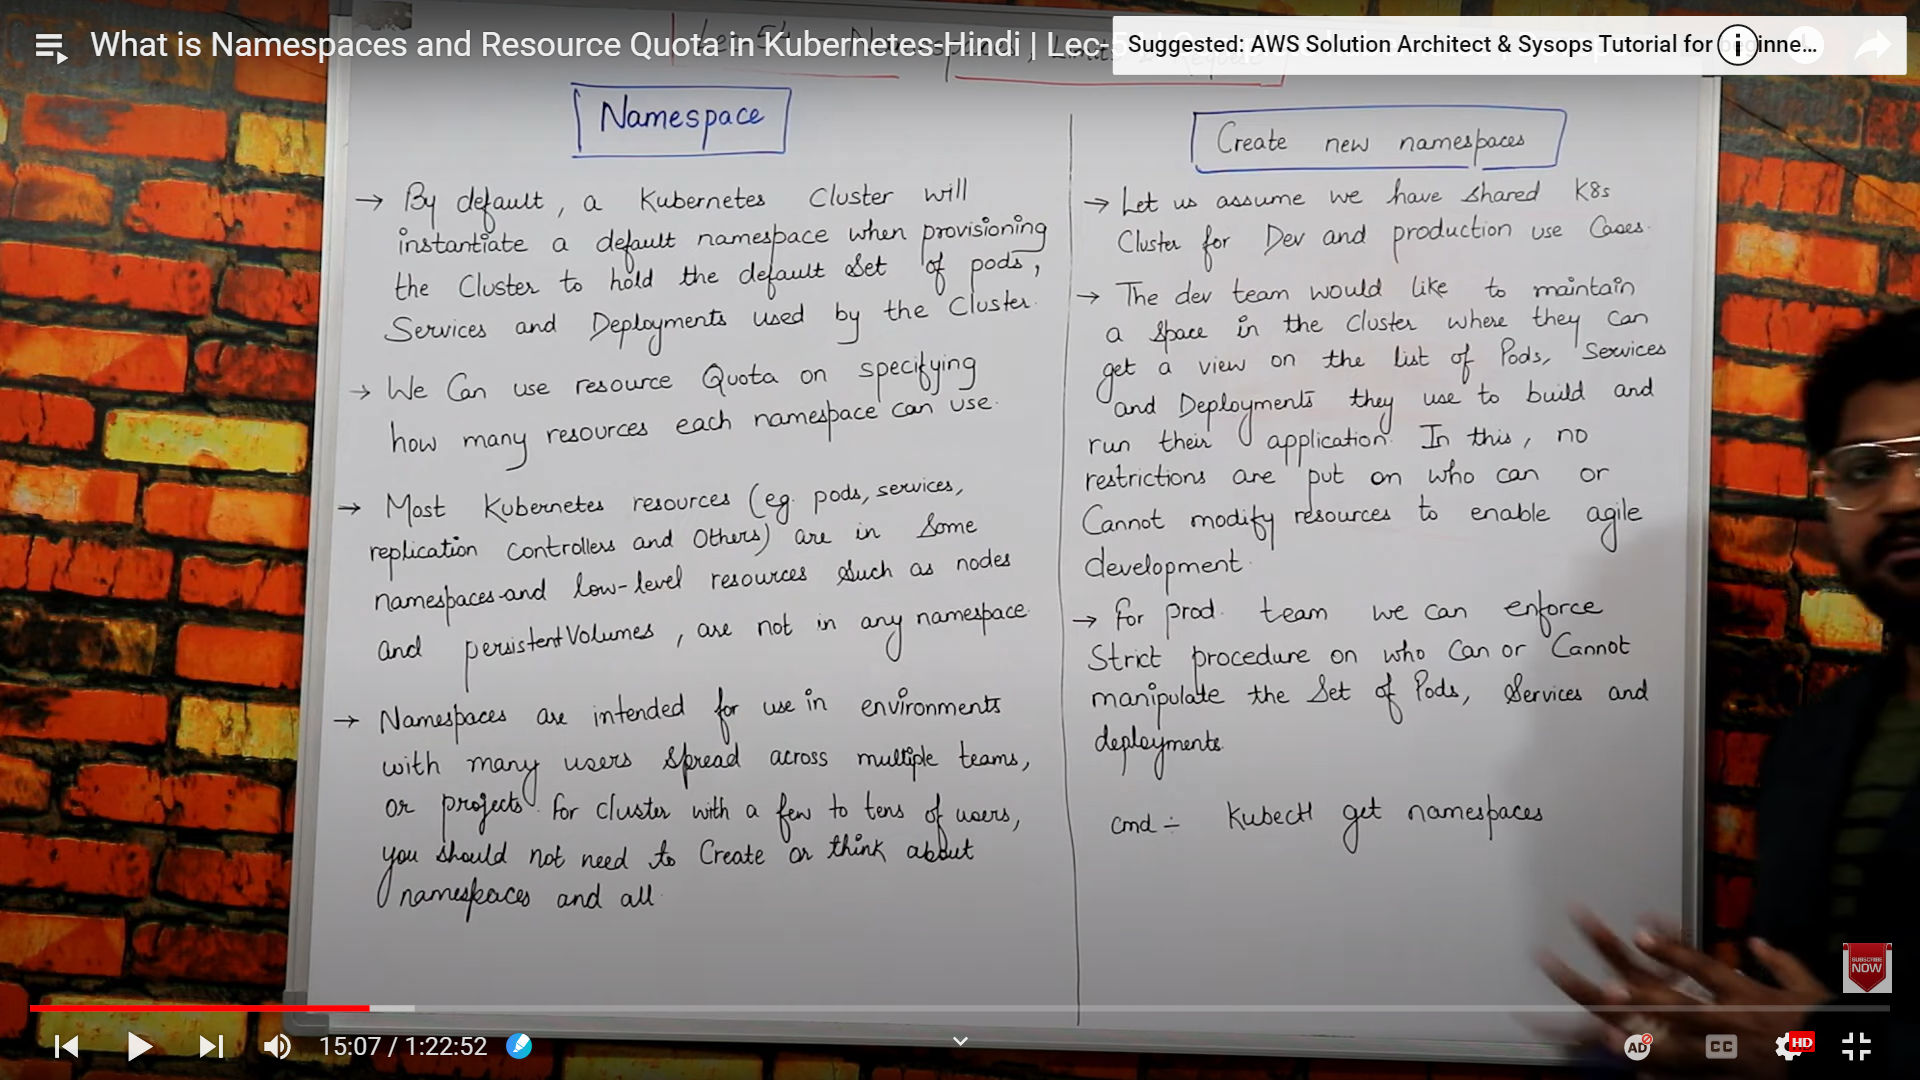 What is Namespaces and Resource Quota in Kubernetes-Hindi | Lec-5
Suggested: AWS Solution Architect & Sysops Tutorial for inne...
Namespace
→ By default, a Kubernetes Cluster will
instantiate a default namespace when provisioning
the Cluster to hold the default Set of pods,
Services and Deployments used by the Cluster.
→ We Can use resource Quota on specifying
how many resources each namespace can use.
→ Most Kubernetes resources (eg. pods, services,
replication controllers and Others) are in Some
namespaces and low-level resources Such as nodes
and persistentVolumes, are not in any namespace.
→ Namespaces are intended for use in environments
with many users Spread across multiple teams,
or projects. For cluster with a few to tens of users,
you should not need to Create or think about
namespaces and all.
Create new namespaces
→ Let us assume we have shared K8s
Cluster for Dev and production use Cases.
→ The dev team would like to maintain
a Space in the Cluster where they can
get a view on the list of Pods, Services
and Deployments they use to build and
run their application. In this, no
restrictions are put on who can or
Cannot modify resources to enable agile
development.
→ For prod. team we can enforce
Strict procedure on who Can or Cannot
manipulate the Set of Pods, Services and
deployments.
cmd ÷ Kubectl get namespaces
SUBSCRIBE
NOW
15:07 / 1:22:52
AD
CC
HD